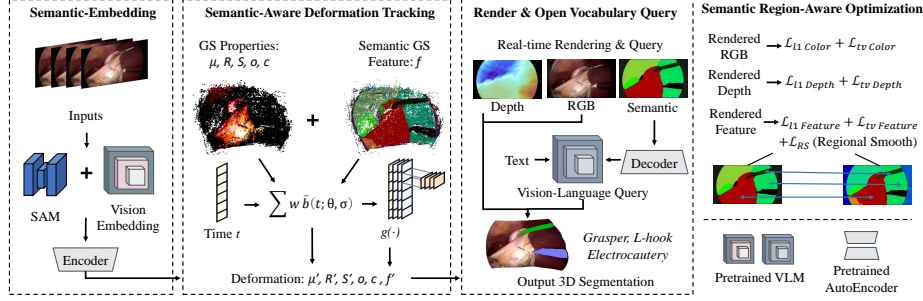 Semantic-Embedding
Inputs
+
SAM
Vision
Embedding
Encoder
Semantic-Aware Deformation Tracking
GS Properties:
μ, R, S, o, c
Semantic GS
Feature: f
+
Time t
∑ w b̃(t; θ, σ)
g(·)
Deformation: μ′, R′, S′, o, c, f′
Render & Open Vocabulary Query
Real-time Rendering & Query
Depth
RGB
Semantic
Text
Decoder
Vision-Language Query
Grasper, L-hook
Electrocautery
Output 3D Segmentation
Semantic Region-Aware Optimization
Rendered
RGB
ℒl1 Color + ℒtv Color
Rendered
Depth
ℒl1 Depth + ℒtv Depth
Rendered
Feature
ℒl1 Feature + ℒtv Feature
+ℒRS (Regional Smooth)
Pretrained VLM
Pretrained
AutoEncoder